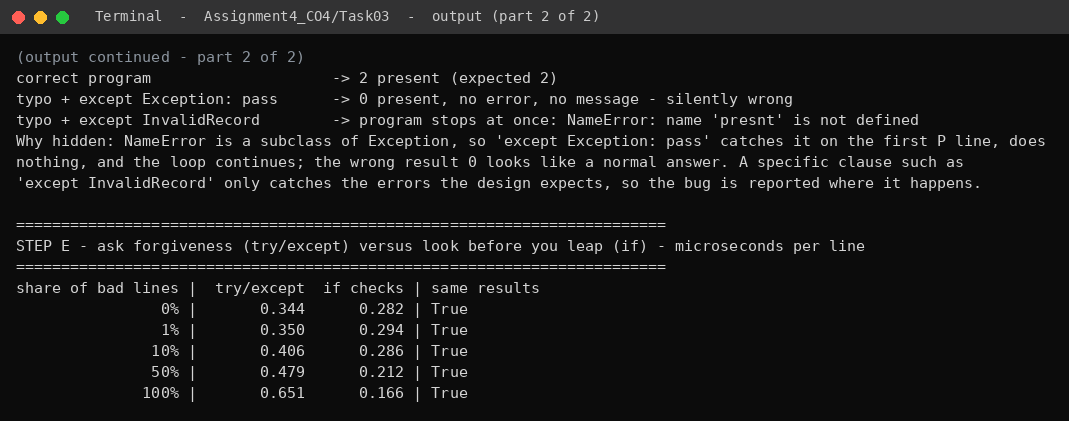 Terminal  -  Assignment4_CO4/Task03  -  output (part 2 of 2)
(output continued - part 2 of 2)
correct program                    -> 2 present (expected 2)
typo + except Exception: pass      -> 0 present, no error, no message - silently wrong
typo + except InvalidRecord        -> program stops at once: NameError: name 'presnt' is not defined
Why hidden: NameError is a subclass of Exception, so 'except Exception: pass' catches it on the first P line, does
nothing, and the loop continues; the wrong result 0 looks like a normal answer. A specific clause such as
'except InvalidRecord' only catches the errors the design expects, so the bug is reported where it happens.
========================================================================
STEP E - ask forgiveness (try/except) versus look before you leap (if) - microseconds per line
========================================================================
share of bad lines |  try/except  if checks | same results
                0% |       0.344      0.282 | True
                1% |       0.350      0.294 | True
               10% |       0.406      0.286 | True
               50% |       0.479      0.212 | True
              100% |       0.651      0.166 | True